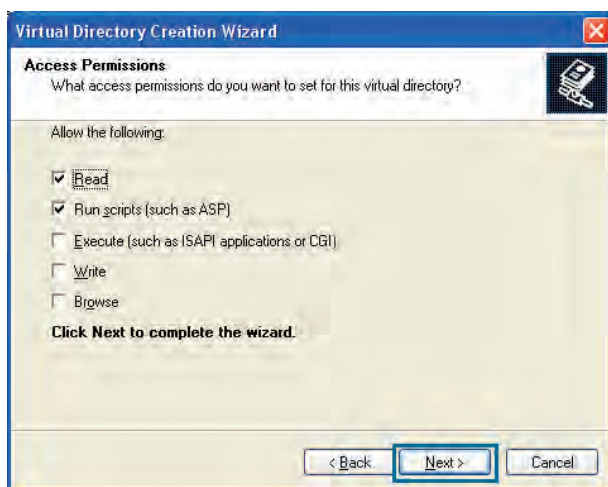 Virtual Directory Creation Wizard
Access Permissions
What access permissions do you want to set for this virtual directory?
Allow the following:
Read
Run scripts (such as ASP)
Execute (such as ISAPI applications or CGI)
Write
Browse
Click Next to complete the wizard.
< Back Next > Cancel